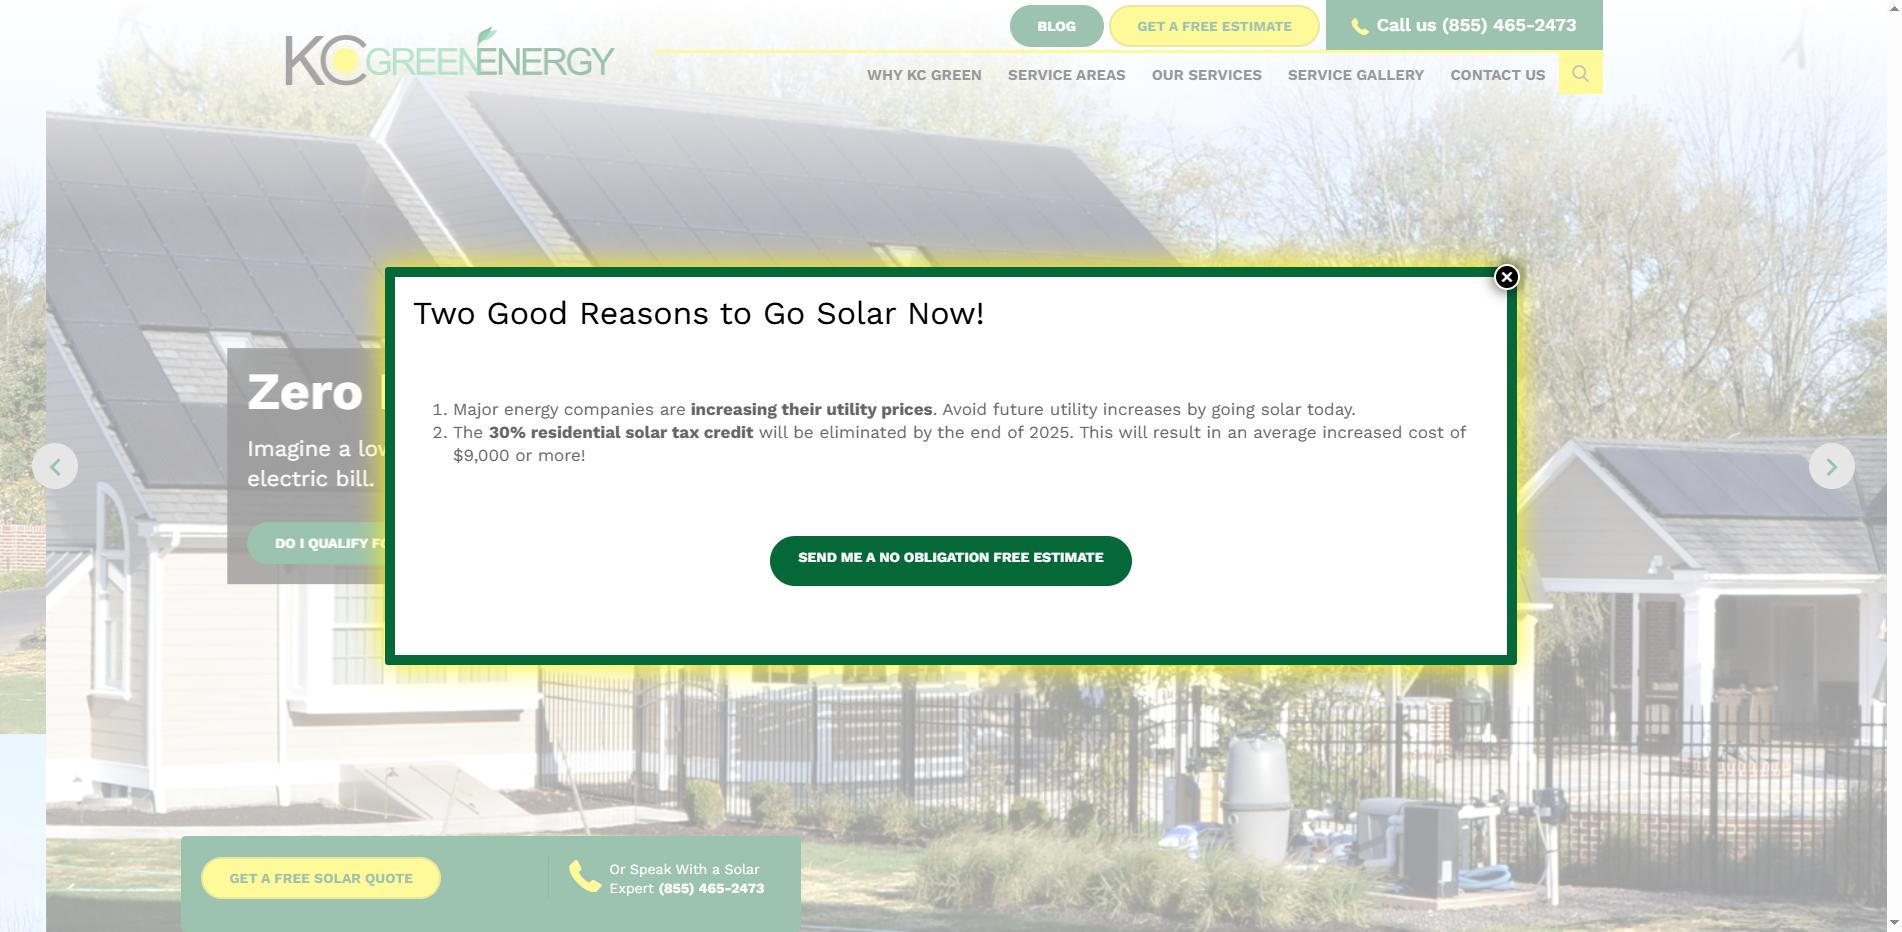 KC GREEN ENERGY
BLOG
GET A FREE ESTIMATE
Call us (855) 465-2473
WHY KC GREEN
SERVICE AREAS
OUR SERVICES
SERVICE GALLERY
CONTACT US
Two Good Reasons to Go Solar Now!
1. Major energy companies are increasing their utility prices. Avoid future utility increases by going solar today.
2. The 30% residential solar tax credit will be eliminated by the end of 2025. This will result in an average increased cost of
$9,000 or more!
SEND ME A NO OBLIGATION FREE ESTIMATE
Zero
Imagine a
electric bill.
DO I QUALIFY
GET A FREE SOLAR QUOTE
Or Speak With a Solar
Expert (855) 465-2473